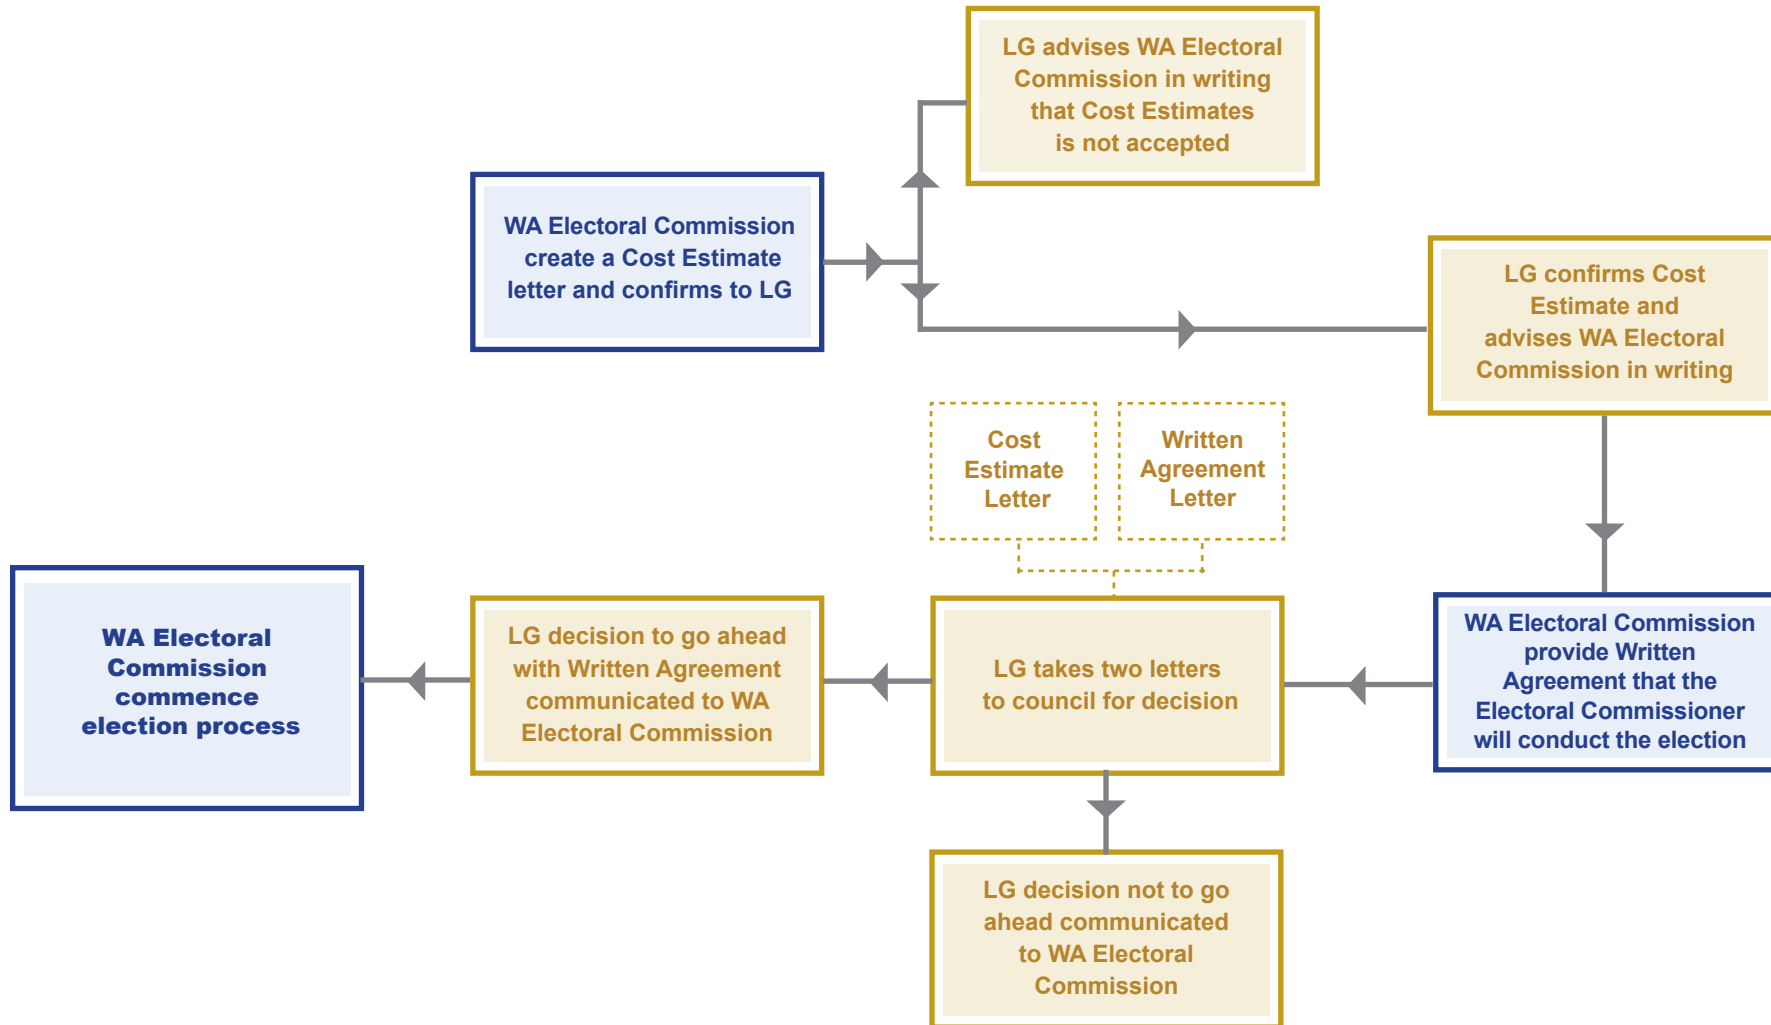 LG advises WA Electoral
Commission in writing
that Cost Estimates
is not accepted
WA Electoral Commission
create a Cost Estimate
letter and confirms to LG
LG confirms Cost
Estimate and
advises WA Electoral
Commission in writing
Cost
Estimate
Letter
Written
Agreement
Letter
WA Electoral
Commission
commence
election process
LG decision to go ahead
with Written Agreement
communicated to WA
Electoral Commission
LG takes two letters
to council for decision
WA Electoral Commission
provide Written
Agreement that the
Electoral Commissioner
will conduct the election
LG decision not to go
ahead communicated
to WA Electoral
Commission